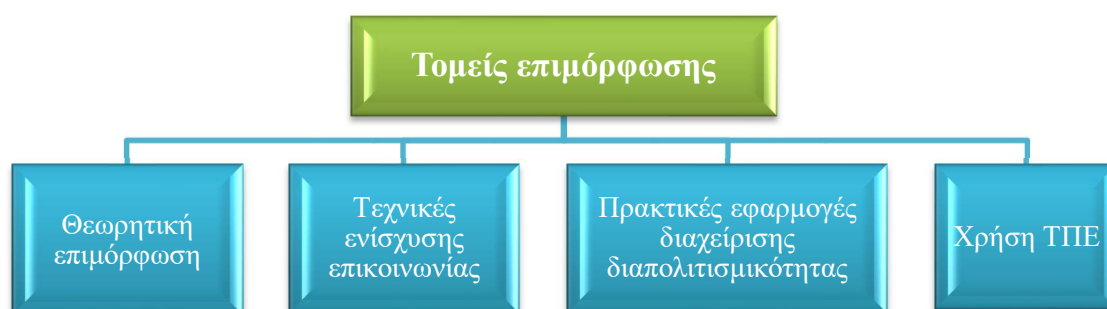 Τομείς επιμόρφωσης
Θεωρητική
επιμόρφωση
Τεχνικές
ενίσχυσης
επικοινωνίας
Πρακτικές εφαρμογές
διαχείρισης
διαπολιτισμικότητας
Χρήση ΤΠΕ